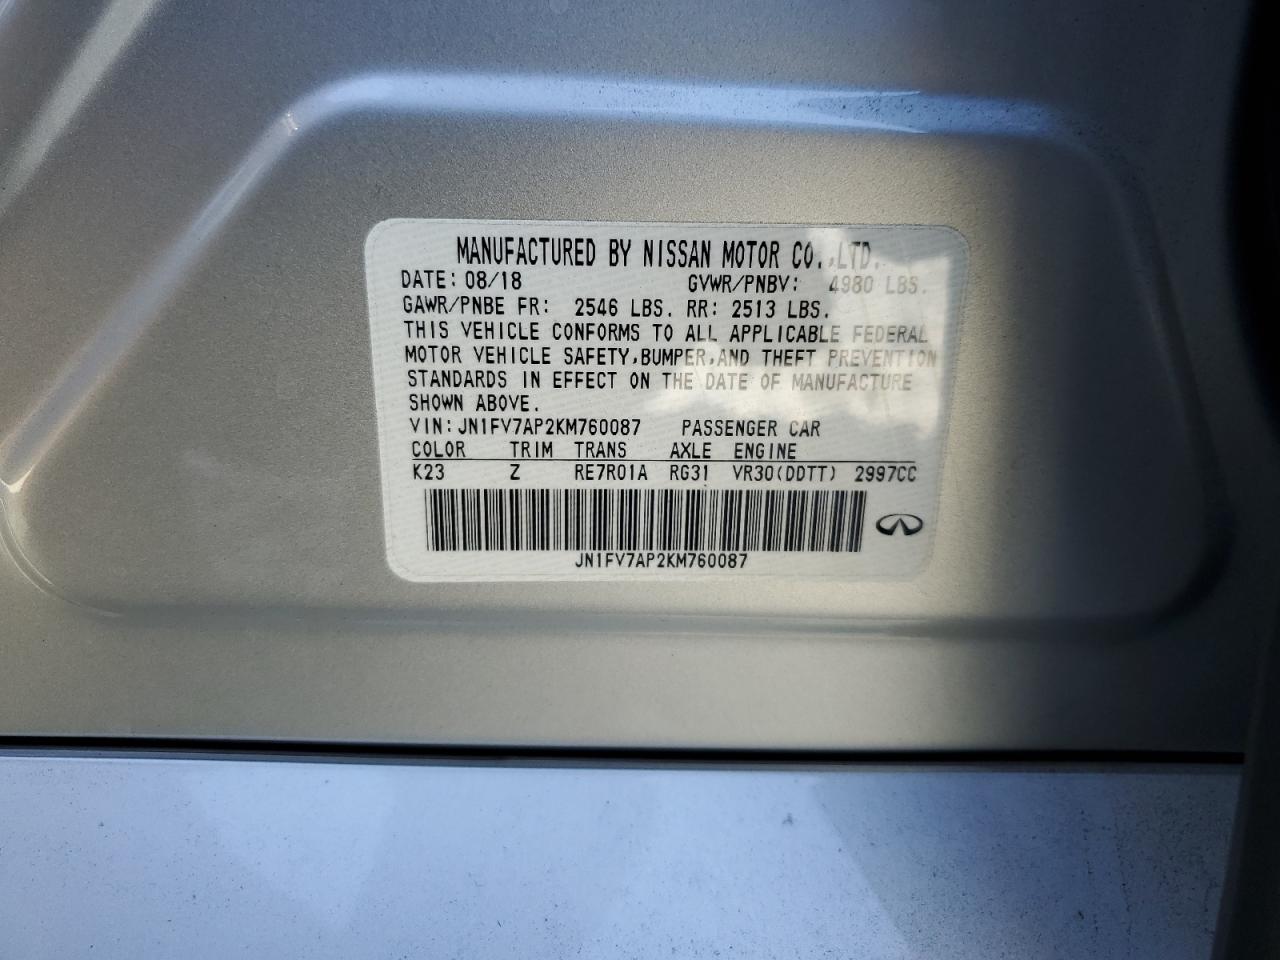 MANUFACTURED BY NISSAN MOTOR CO.,LTD.
DATE: 08/18 GVWR/PNBV: 4980 LBS.
GAWR/PNBE FR: 2546 LBS. RR: 2513 LBS.
THIS VEHICLE CONFORMS TO ALL APPLICABLE FEDERAL
MOTOR VEHICLE SAFETY,BUMPER,AND THEFT PREVENTION
STANDARDS IN EFFECT ON THE DATE OF MANUFACTURE
SHOWN ABOVE.
VIN:JN1FV7AP2KM760087 PASSENGER CAR
COLOR TRIM TRANS AXLE ENGINE
K23 Z RE7R01A RG31 VR30(DDTT) 2997CC
JN1FV7AP2KM760087